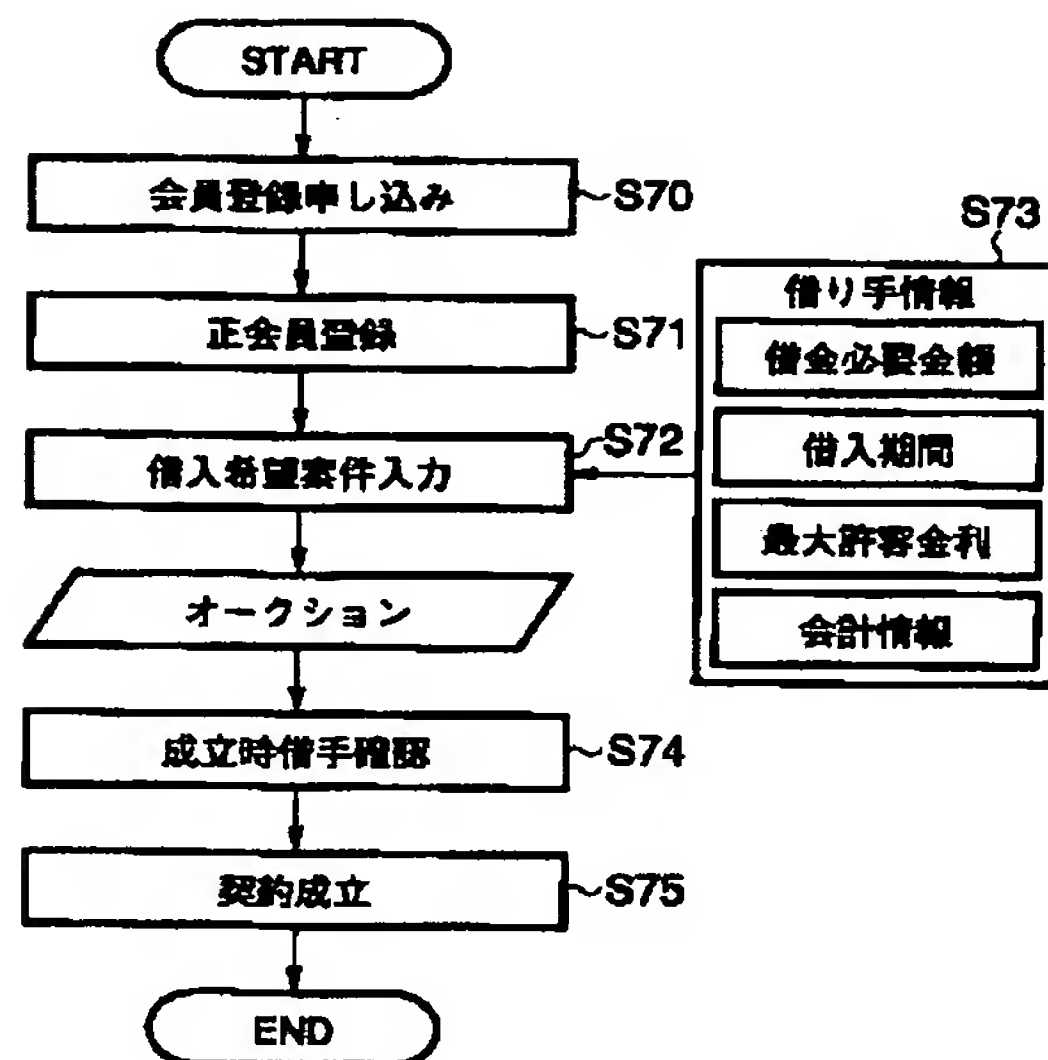 START
会員登録申し込み
S70
正会員登録
S71
借入希望案件入力
S72
S73
借り手情報
借金必要金額
借入期間
最大許容金利
会計情報
オークション
成立時借手確認
S74
契約成立
S75
END